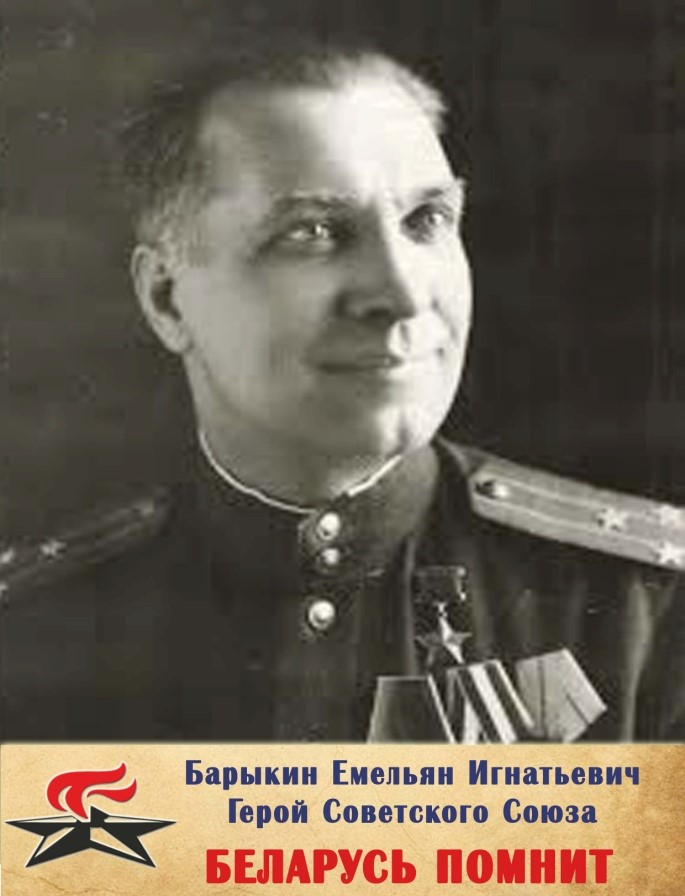 Барыкин Емельян Игнатьевич
Герой Советского Союза
БЕЛАРУСЬ ПОМНИТ